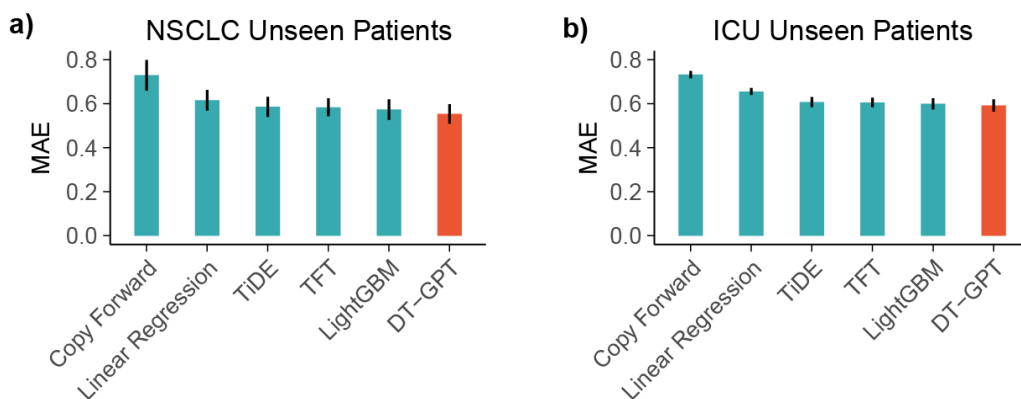 a)
NSCLC Unseen Patients
MAE
0.8
0.6
0.4
0.2
0.0
Copy Forward
Linear Regression
TiDE
TFT
LightGBM
DT-GPT
b)
ICU Unseen Patients
MAE
0.8
0.6
0.4
0.2
0.0
Copy Forward
Linear Regression
TiDE
TFT
LightGBM
DT-GPT